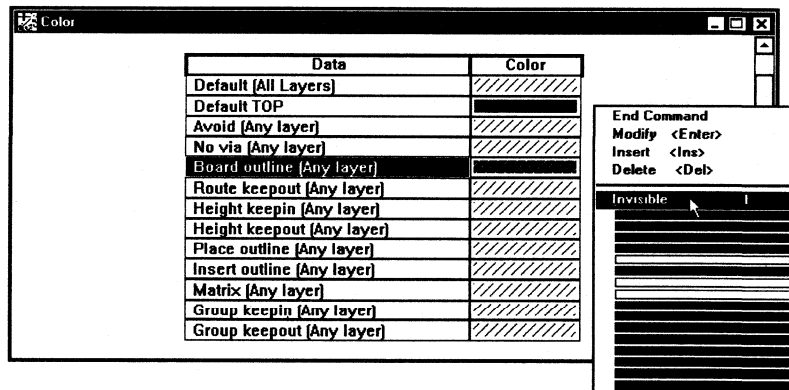 Color
Data Color
Default (All Layers)
Default TOP
Avoid (Any layer)
No via (Any layer)
Board outline (Any layer)
Route keepout (Any layer)
Height keepin (Any layer)
Height keepout (Any layer)
Place outline (Any layer)
Insert outline (Any layer)
Matrix (Any layer)
Group keepin (Any layer)
Group keepout (Any layer)
End Command
Modify <Enter>
Insert <Ins>
Delete <Del>
Invisible I